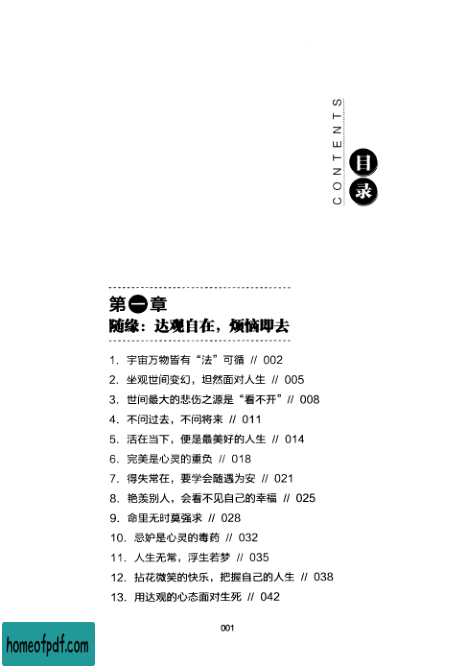 CONTENTS
目录
第一章
随缘：达观自在，烦恼即去
1. 宇宙万物皆有“法”可循 // 002
2. 坐观世间变幻，坦然面对人生 // 005
3. 世间最大的悲伤之源是“看不开” // 008
4. 不问过去，不问将来 // 011
5. 活在当下，便是最美好的人生 // 014
6. 完美是心灵的重负 // 018
7. 得失常在，要学会随遇为安 // 021
8. 艳羡别人，会看不见自己的幸福 // 025
9. 命里无时莫强求 // 028
10. 忌妒是心灵的毒药 // 032
11. 人生无常，浮生若梦 // 035
12. 拈花微笑的快乐，把握自己的人生 // 038
13. 用达观的心态面对生死 // 042
001
homeofpdf.com